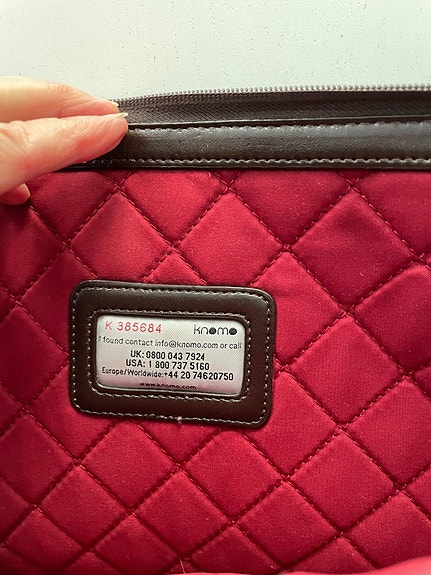 K 385684 knomo
f found contact info@knomo.com or call
UK: 0800 043 7924
USA: 1 800 737 5160
Europe/Worldwide:+44 20 74620750
www.knomo.com